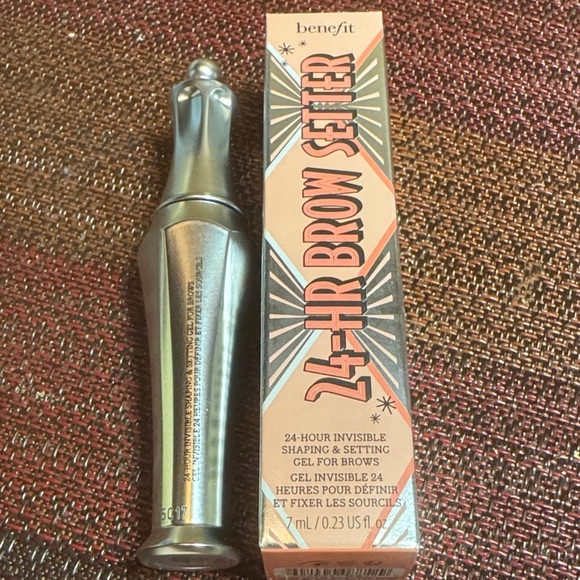 benefit
24-HR BROW SETTER
24-HOUR INVISIBLE
SHAPING & SETTING
GEL FOR BROWS
GEL INVISIBLE 24
HEURES POUR DÉFINIR
ET FIXER LES SOURCILS
7 mL / 0.23 US fl. oz.
24-HOUR INVISIBLE SHAPING & SETTING GEL FOR BROWS
GEL INVISIBLE 24 HEURES POUR DÉFINIR ET FIXER LES SOURCILS